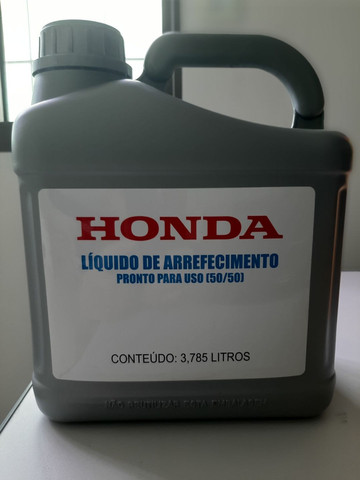 HONDA
LÍQUIDO DE ARREFECIMENTO
PRONTO PARA USO (50/50)
CONTEÚDO: 3,785 LITROS